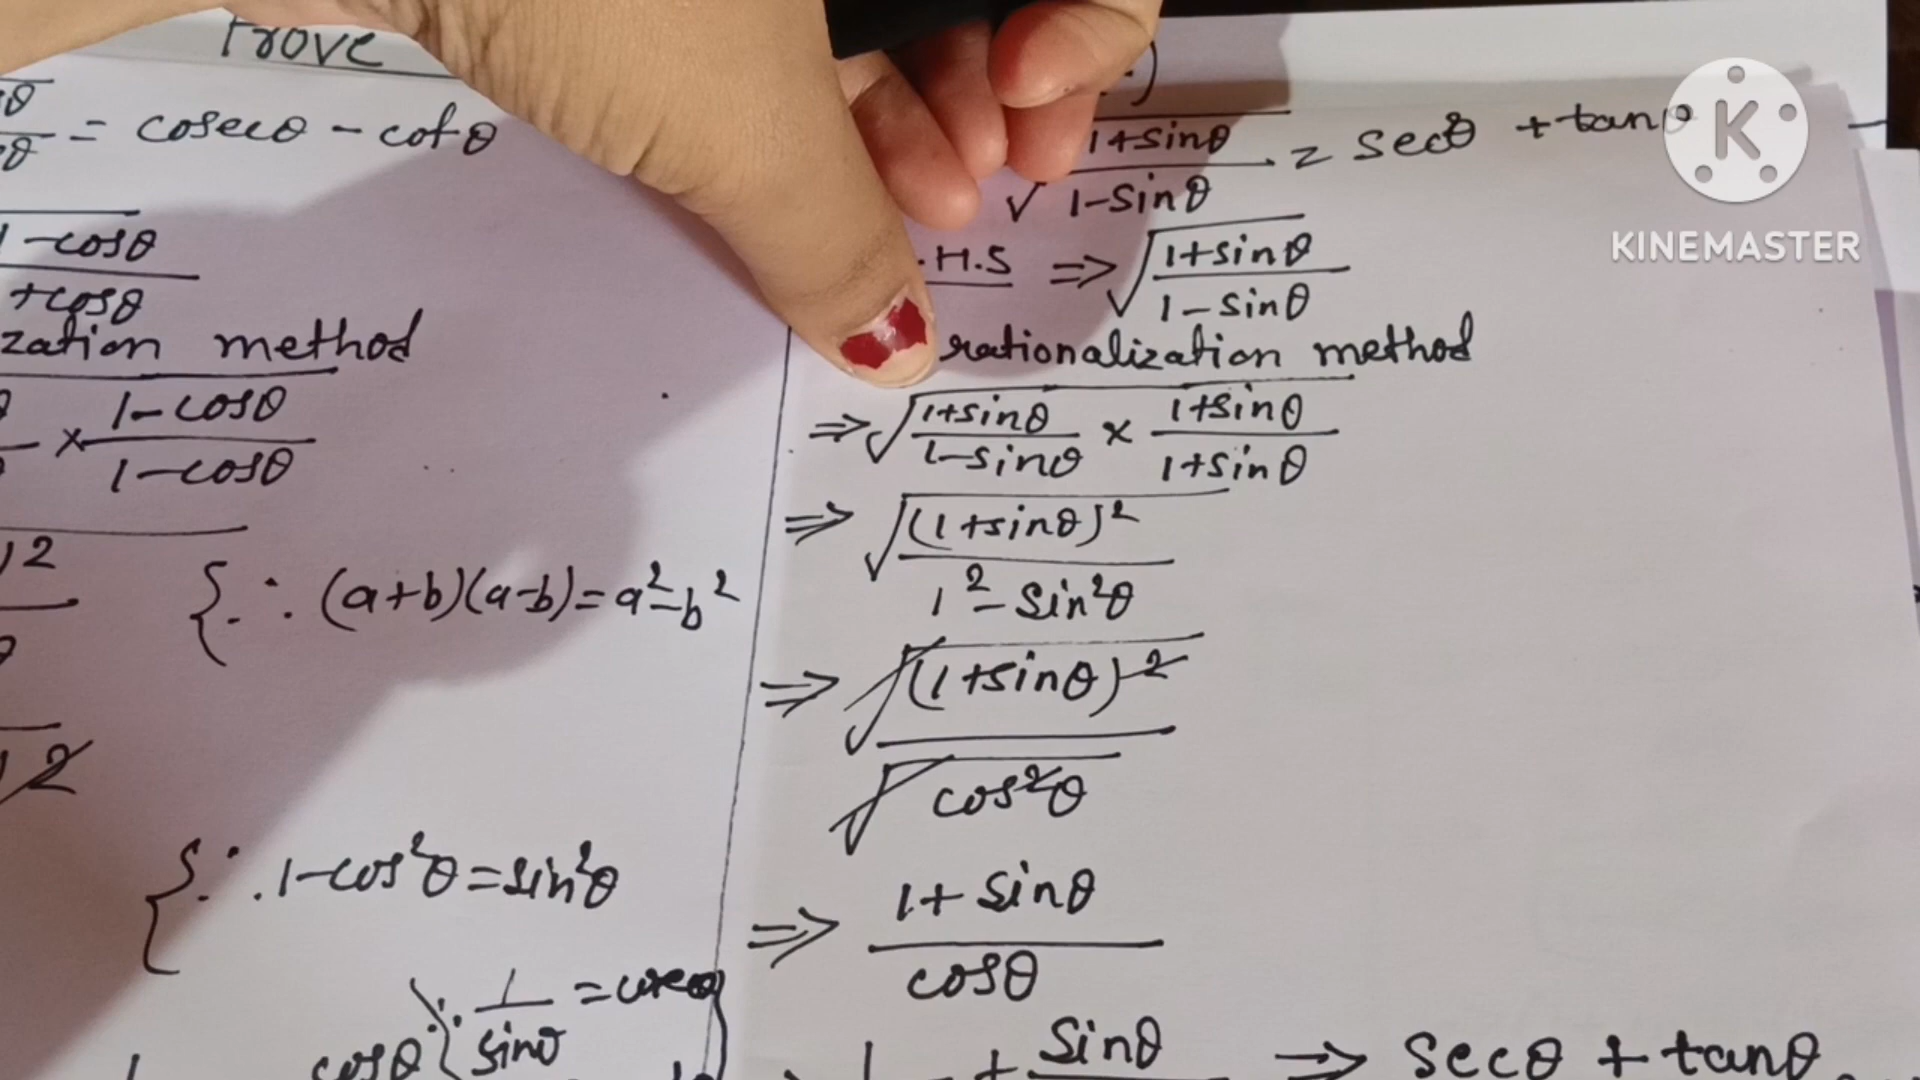 Prove
= cosecθ - cotθ
1-cosθ
+cosθ
zation method
× 1-cosθ / 1-cosθ
{∵ (a+b)(a-b)=a²-b²
{∵ 1-cos²θ=sin²θ
{∵ 1/sinθ = cosecθ
cosθ
√(1+sinθ / 1-sinθ) = secθ + tanθ
.H.S ⇒ √(1+sinθ / 1-sinθ)
rationalization method
⇒ √(1+sinθ / 1-sinθ × 1+sinθ / 1+sinθ)
⇒ √((1+sinθ)² / 1²-sin²θ)
⇒ √(1+sinθ)² / √cos²θ
⇒ 1+sinθ / cosθ
+ sinθ ⇒ secθ + tanθ
KINEMASTER